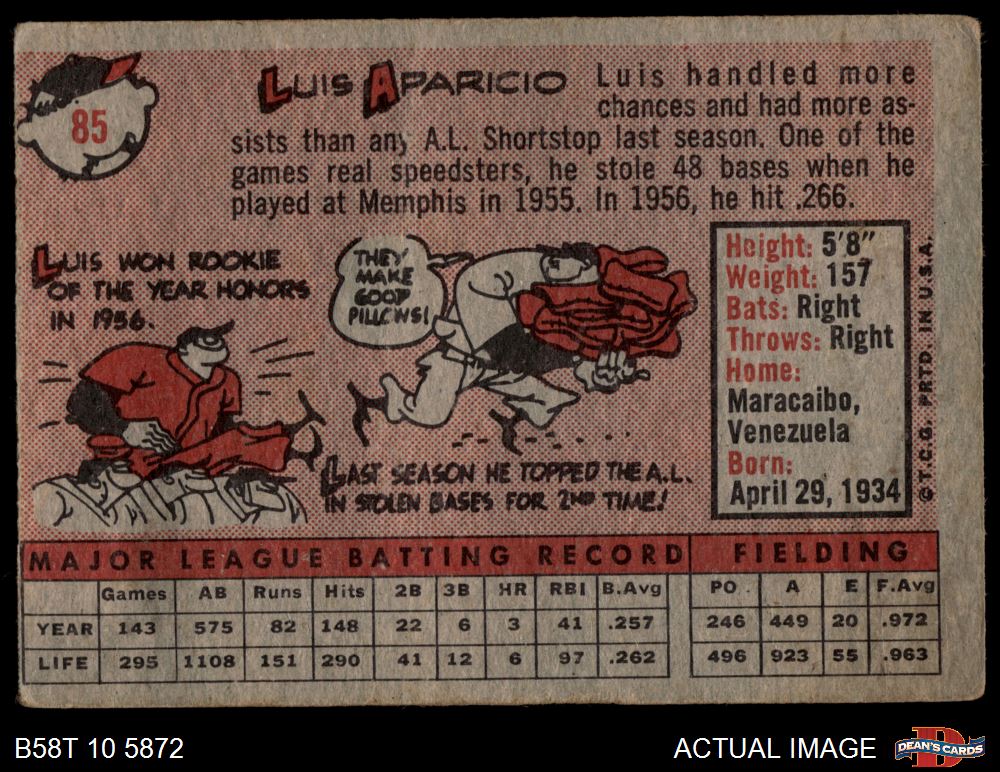 85
LUIS APARICIO Luis handled more
chances and had more as-
sists than any A.L. Shortstop last season. One of the
games real speedsters, he stole 48 bases when he
played at Memphis in 1955. In 1956, he hit .266.
LUIS WON ROOKIE
OF THE YEAR HONORS
IN 1956.
THEY
MAKE
GOOD
PILLOWS!
LAST SEASON HE TOPPED THE A.L.
IN STOLEN BASES FOR 2ND TIME!
Height: 5'8"
Weight: 157
Bats: Right
Throws: Right
Home:
Maracaibo,
Venezuela
Born:
April 29, 1934
©T.C.G. PRTD. IN U.S.A.
MAJOR LEAGUE BATTING RECORD FIELDING
Games AB Runs Hits 2B 3B HR RBI B.Avg PO. A E F.Avg
YEAR 143 575 82 148 22 6 3 41 .257 246 449 20 .972
LIFE 295 1108 151 290 41 12 6 97 .262 496 923 55 .963
B58T 10 5872
ACTUAL IMAGE
D
DEAN'S CARDS